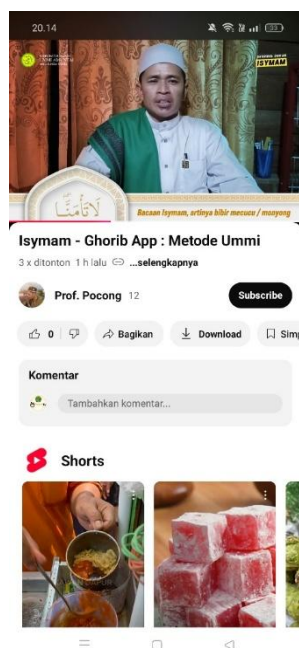 20.14
33
ISYMAM
لَا تَأْمَنَّا
Bacaan Isymam, artinya bibir mecucu / monyong
Isymam - Ghorib App : Metode Ummi
3 x ditonton 1 h lalu ...selengkapnya
Prof. Pocong 12
Subscribe
0
Bagikan
Download
Simp
Komentar
Tambahkan komentar...
Shorts